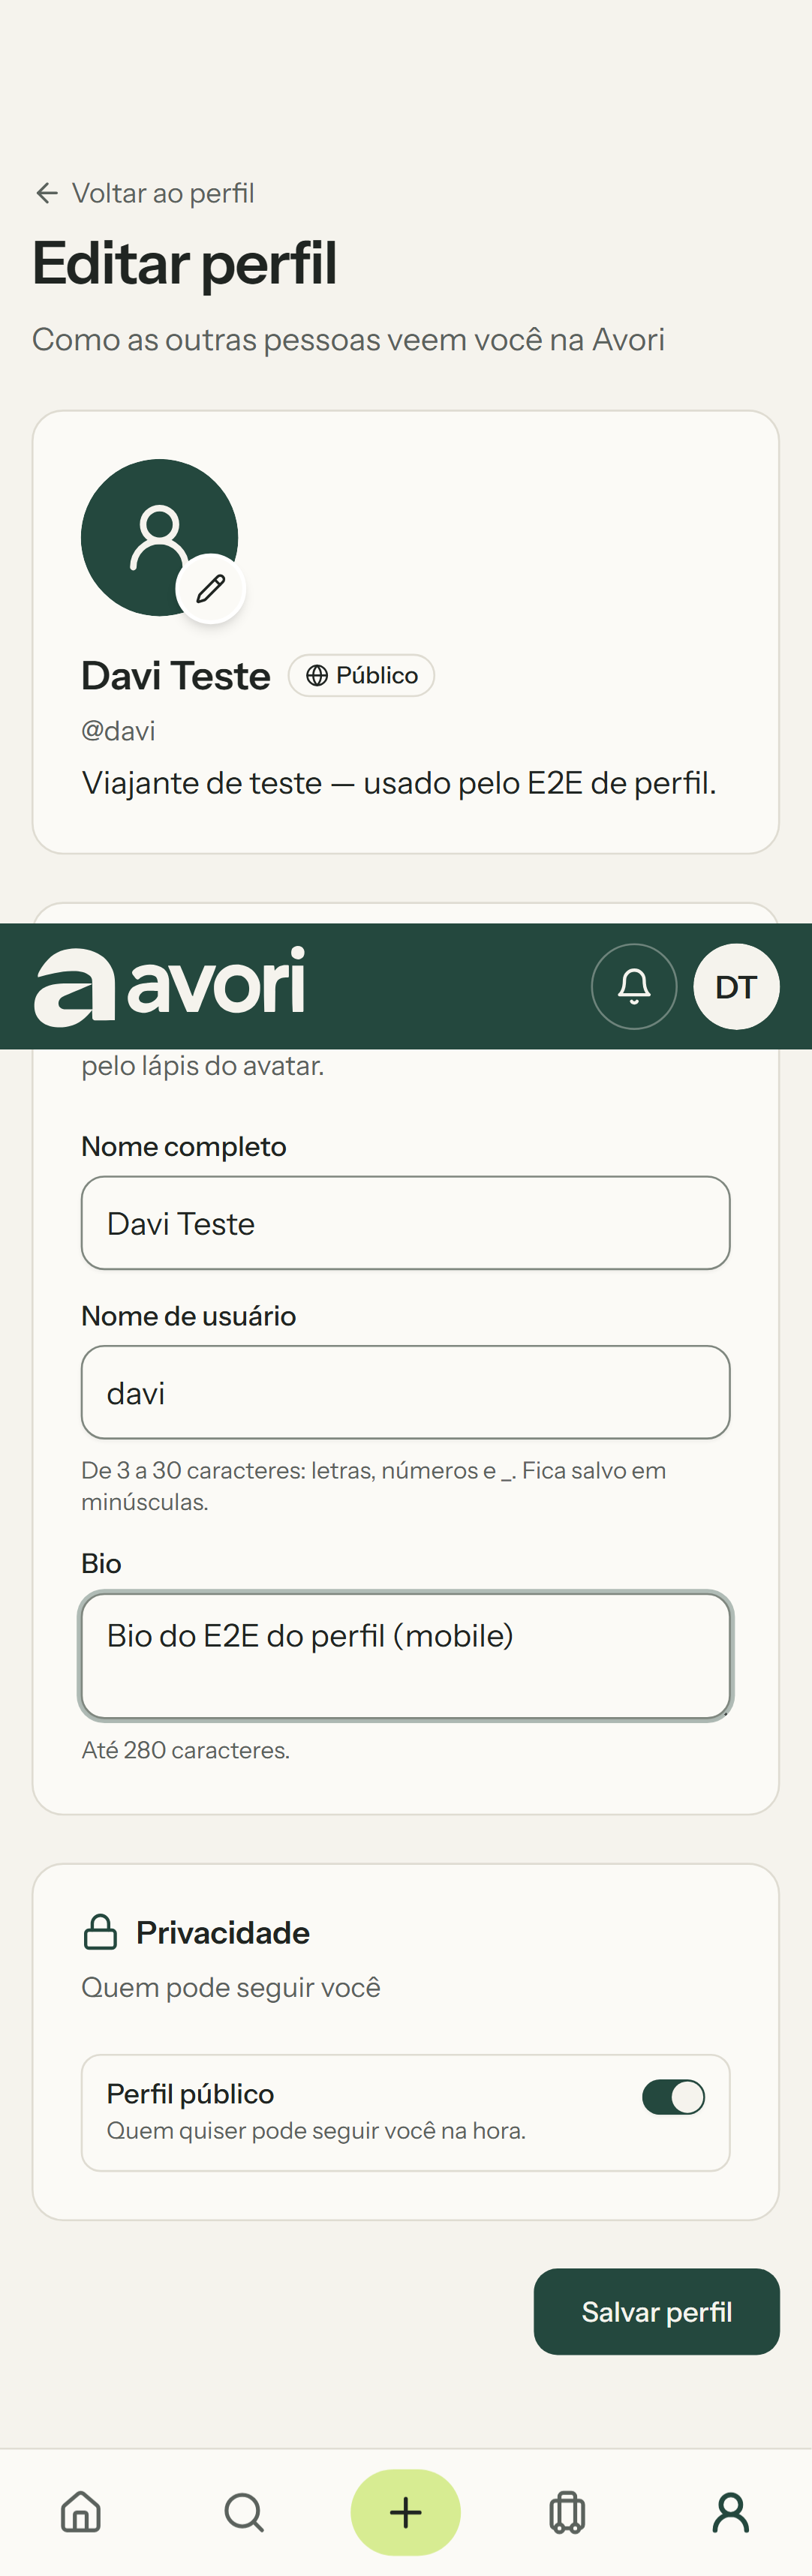 Voltar ao perfil
Editar perfil
Como as outras pessoas veem você na Avori
Davi Teste
Público
@davi
Viajante de teste — usado pelo E2E de perfil.
avori
DT
pelo lápis do avatar.
Nome completo
Davi Teste
Nome de usuário
davi
De 3 a 30 caracteres: letras, números e _. Fica salvo em
minúsculas.
Bio
Bio do E2E do perfil (mobile)
Até 280 caracteres.
Privacidade
Quem pode seguir você
Perfil público
Quem quiser pode seguir você na hora.
Salvar perfil